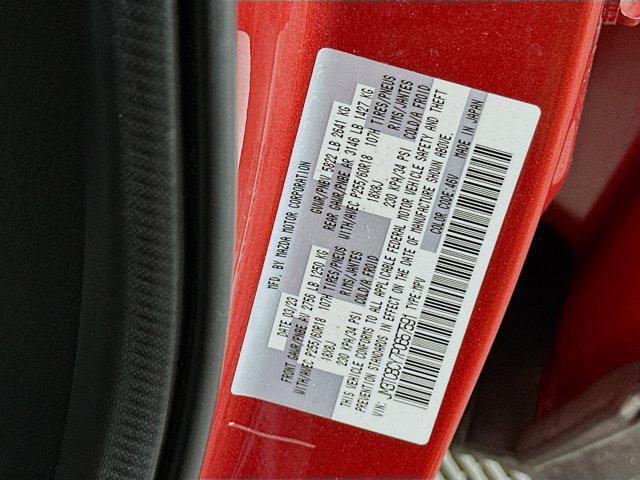 MFD. BY MAZDA MOTOR CORPORATION
DATE 03/23 GVWR/PNBV 5822 LB 2641 KG
FRONT GAWR/PNBE AV 2756 LB 1250 KG REAR GAWR/PNBE AR 3146 LB 1427 KG
WITH/AVEC P255/60R18 107H TIRES/PNEUS WITH/AVEC P255/60R18 107H TIRES/PNEUS
18X8J RIMS/JANTES 18X8J RIMS/JANTES
230 KPA/34 PSI COLD/A FROID 230 KPA/34 PSI COLD/A FROID
THIS VEHICLE CONFORMS TO ALL APPLICABLE FEDERAL MOTOR VEHICLE SAFETY AND THEFT
PREVENTION STANDARDS IN EFFECT ON THE DATE OF MANUFACTURE SHOWN ABOVE.
VIN: TYPE:MPV COLOR CODE:46V MADE IN JAPAN